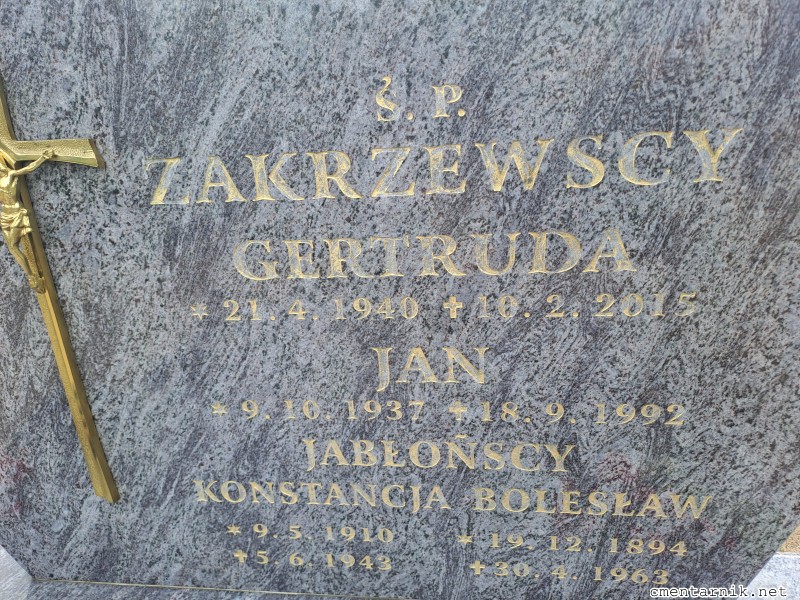 Ś. P.
ZAKRZEWSCY
GERTRUDA
* 21. 4. 1940 ✝ 10. 2. 2015
JAN
* 9. 10. 1937 ✝ 18. 9. 1992
JABŁOŃSCY
KONSTANCJA BOLESŁAW
* 9. 5. 1910 * 19. 12. 1894
✝ 5. 6. 1943 ✝ 30. 4. 1963
cmentarnik.net